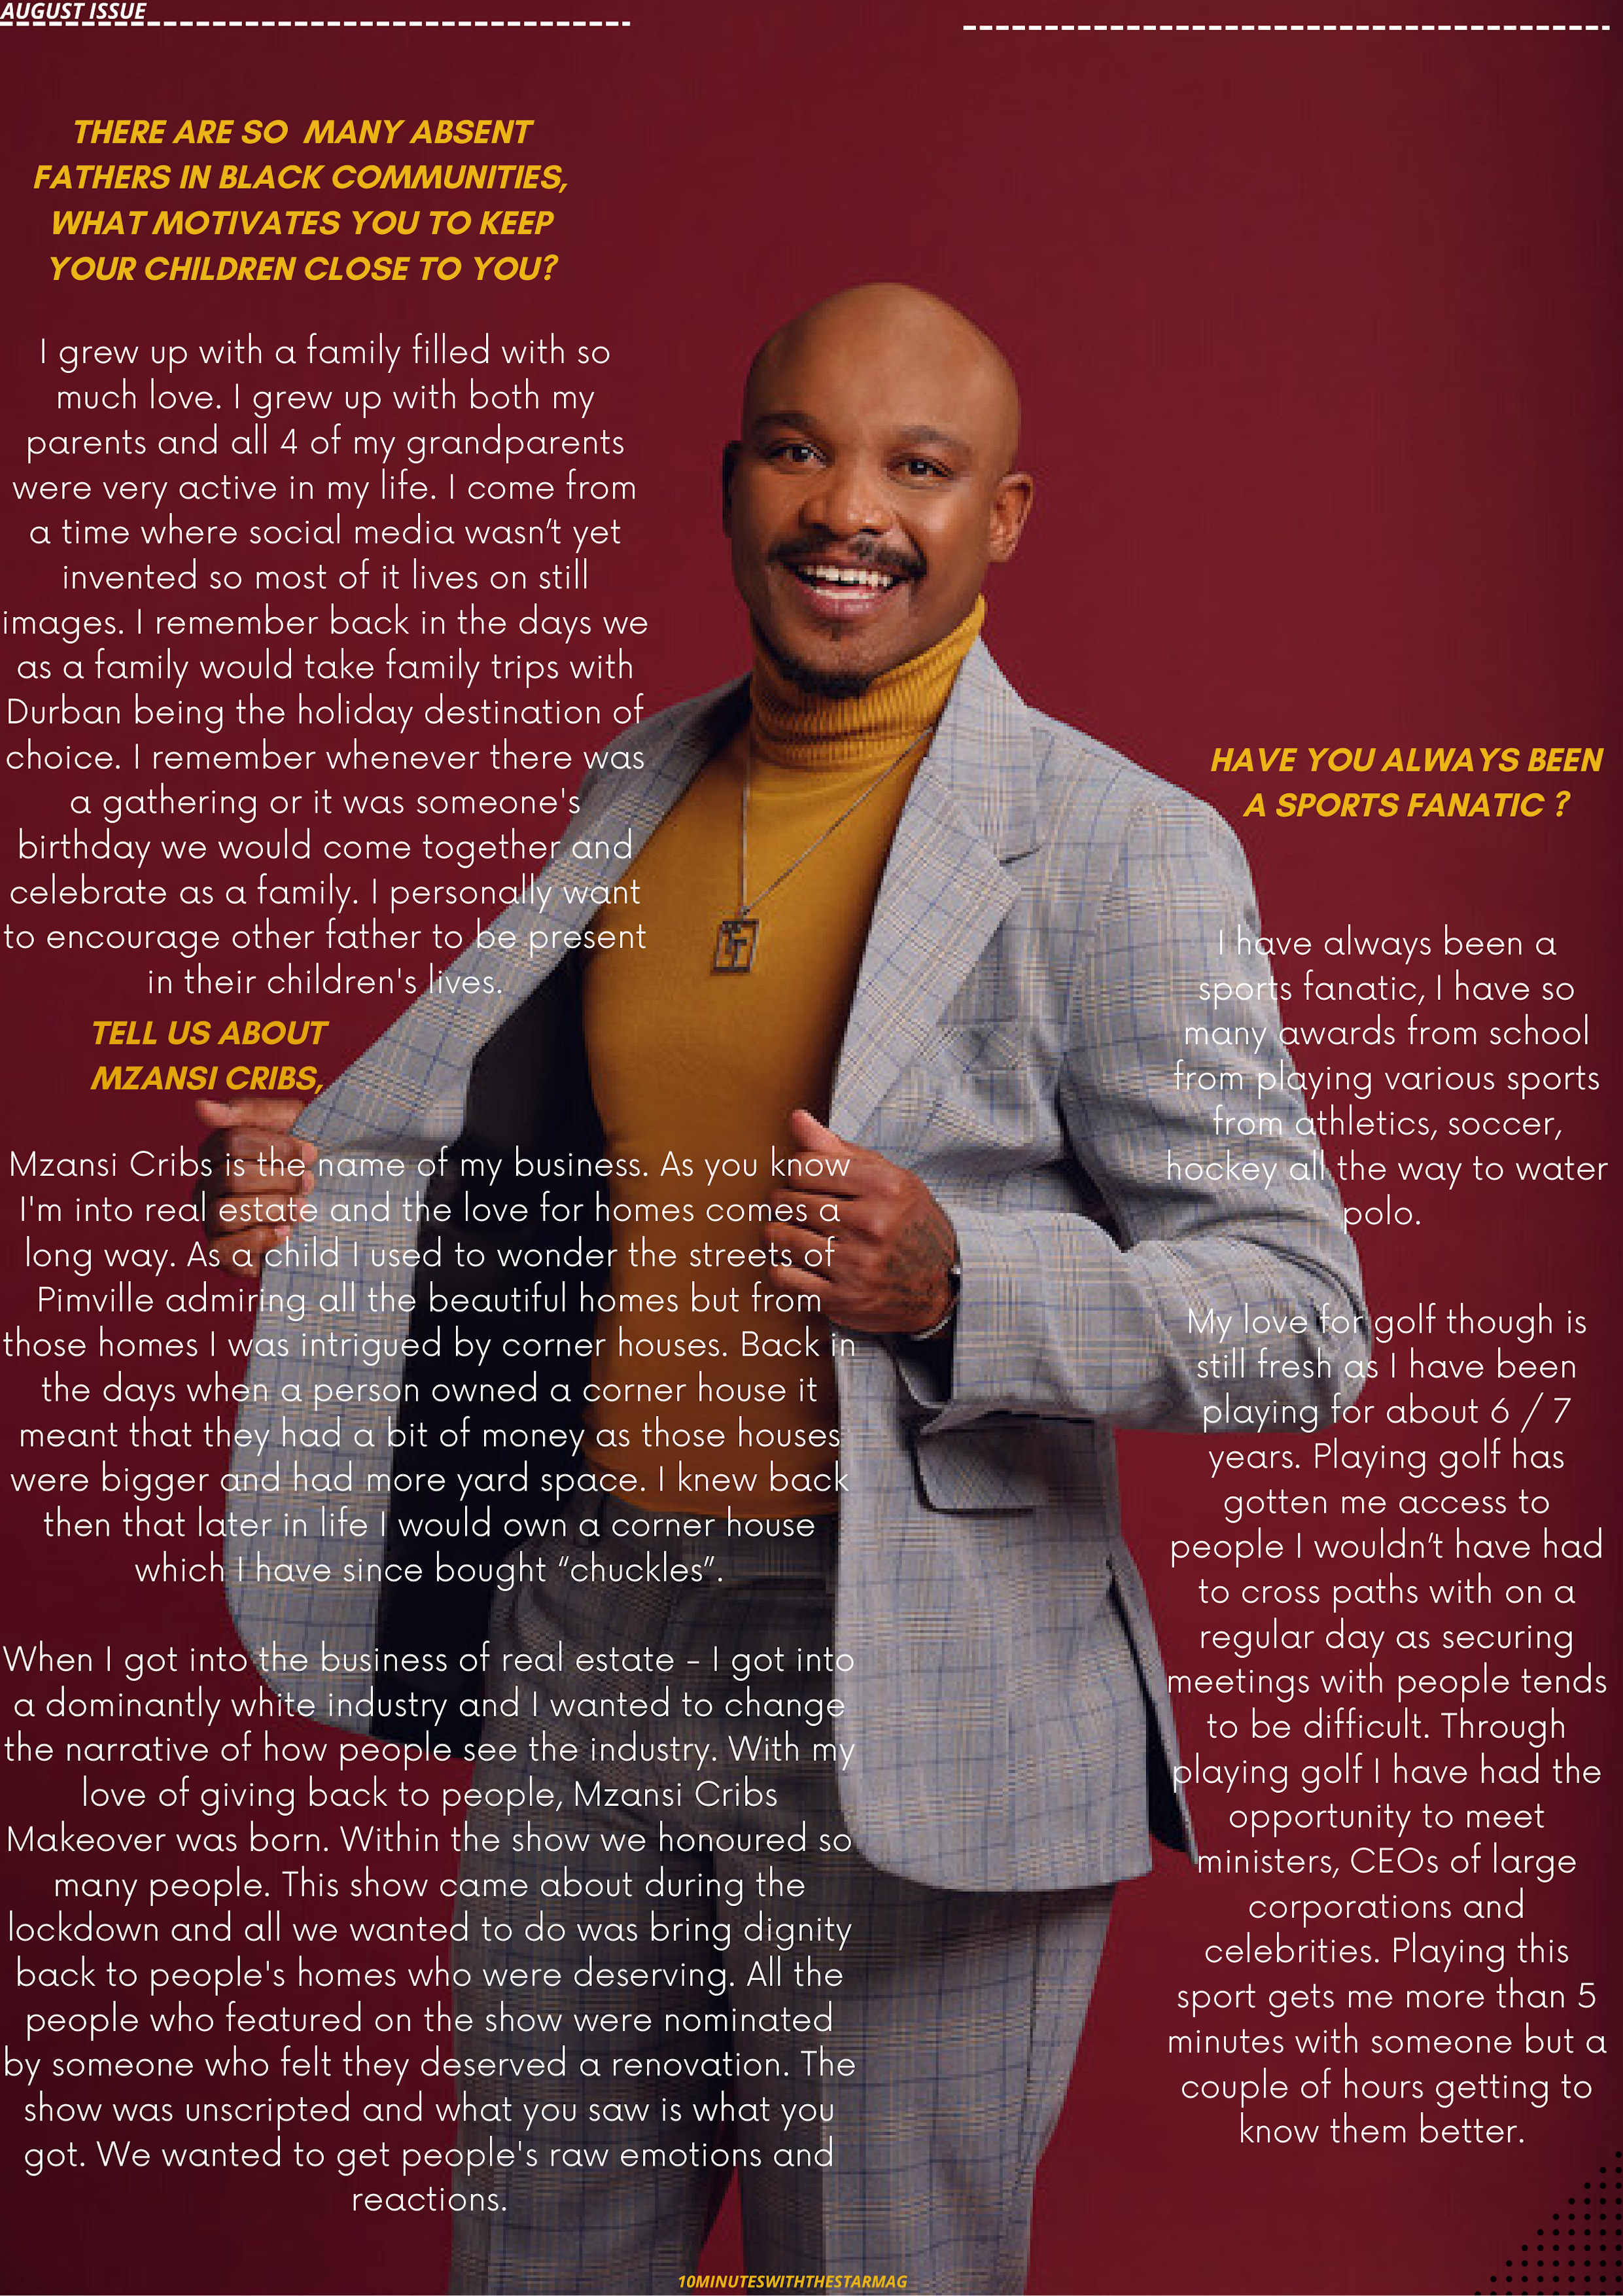 AUGUST ISSUE
THERE ARE SO MANY ABSENT
FATHERS IN BLACK COMMUNITIES,
WHAT MOTIVATES YOU TO KEEP
YOUR CHILDREN CLOSE TO YOU?
I grew up with a family filled with so
much love. I grew up with both my
parents and all 4 of my grandparents
were very active in my life. I come from
a time where social media wasn’t yet
invented so most of it lives on still
images. I remember back in the days we
as a family would take family trips with
Durban being the holiday destination of
choice. I remember whenever there was
a gathering or it was someone's
birthday we would come together and
celebrate as a family. I personally want
to encourage other father to be present
in their children's lives.
TELL US ABOUT
MZANSI CRIBS,
Mzansi Cribs is the name of my business. As you know
I'm into real estate and the love for homes comes a
long way. As a child I used to wonder the streets of
Pimville admiring all the beautiful homes but from
those homes I was intrigued by corner houses. Back in
the days when a person owned a corner house it
meant that they had a bit of money as those houses
were bigger and had more yard space. I knew back
then that later in life I would own a corner house
which I have since bought “chuckles”.
When I got into the business of real estate - I got into
a dominantly white industry and I wanted to change
the narrative of how people see the industry. With my
love of giving back to people, Mzansi Cribs
Makeover was born. Within the show we honoured so
many people. This show came about during the
lockdown and all we wanted to do was bring dignity
back to people's homes who were deserving. All the
people who featured on the show were nominated
by someone who felt they deserved a renovation. The
show was unscripted and what you saw is what you
got. We wanted to get people's raw emotions and
reactions.
HAVE YOU ALWAYS BEEN
A SPORTS FANATIC ?
I have always been a
sports fanatic, I have so
many awards from school
from playing various sports
from athletics, soccer,
hockey all the way to water
polo.
My love for golf though is
still fresh as I have been
playing for about 6 / 7
years. Playing golf has
gotten me access to
people I wouldn’t have had
to cross paths with on a
regular day as securing
meetings with people tends
to be difficult. Through
playing golf I have had the
opportunity to meet
ministers, CEOs of large
corporations and
celebrities. Playing this
sport gets me more than 5
minutes with someone but a
couple of hours getting to
know them better.
10MINUTESWITHTHESTARMAG